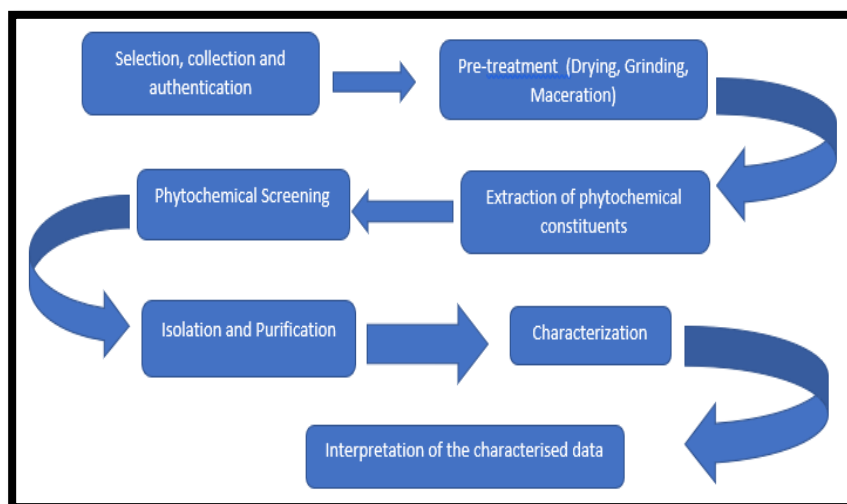 Selection, collection and
authentication
Pre-treatment (Drying, Grinding,
Maceration)
Extraction of phytochemical
constituents
Phytochemical Screening
Isolation and Purification
Characterization
Interpretation of the characterised data